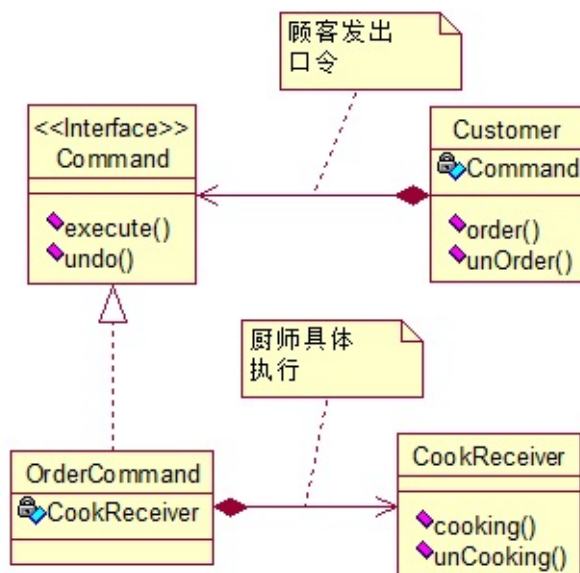 顾客发出
口令
<<Interface>>
Command
execute()
undo()
Customer
Command
order()
unOrder()
厨师具体
执行
OrderCommand
CookReceiver
CookReceiver
cooking()
unCooking()